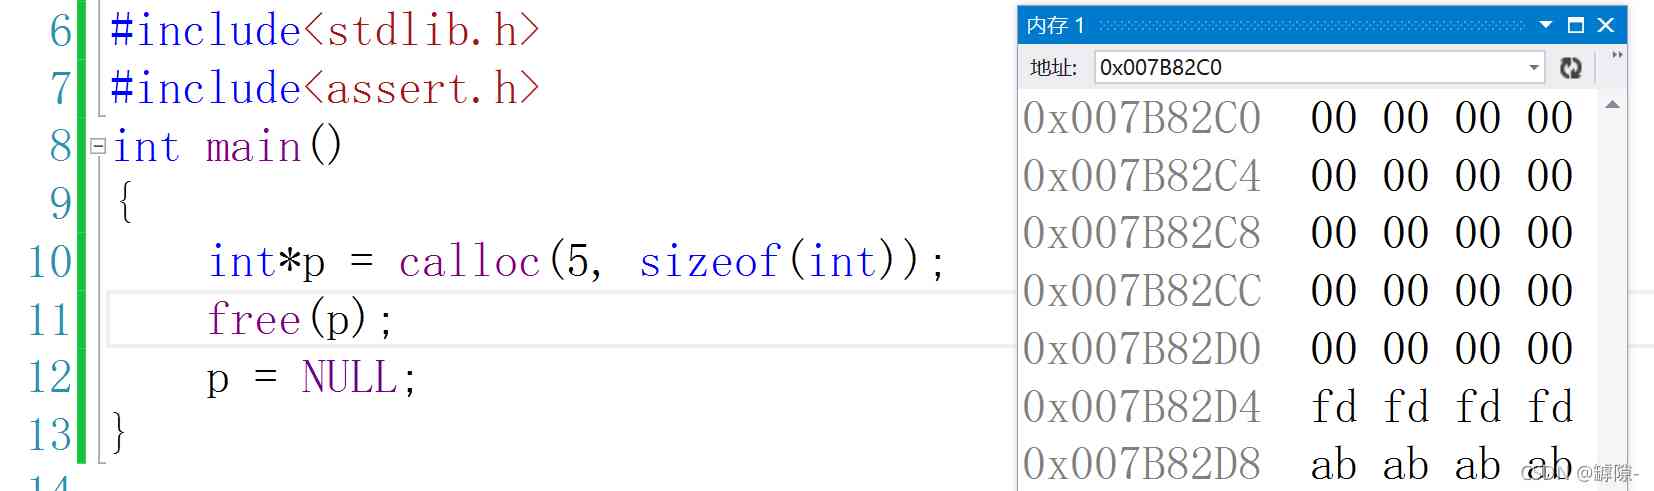 6 #include<stdlib.h>
7 #include<assert.h>
8 int main()
9 {
10 int*p = calloc(5, sizeof(int));
11 free(p);
12 p = NULL;
13 }
14
内存 1
地址: 0x007B82C0
0x007B82C0 00 00 00 00
0x007B82C4 00 00 00 00
0x007B82C8 00 00 00 00
0x007B82CC 00 00 00 00
0x007B82D0 00 00 00 00
0x007B82D4 fd fd fd fd
0x007B82D8 ab ab ab ab
CSDN @罅隙-